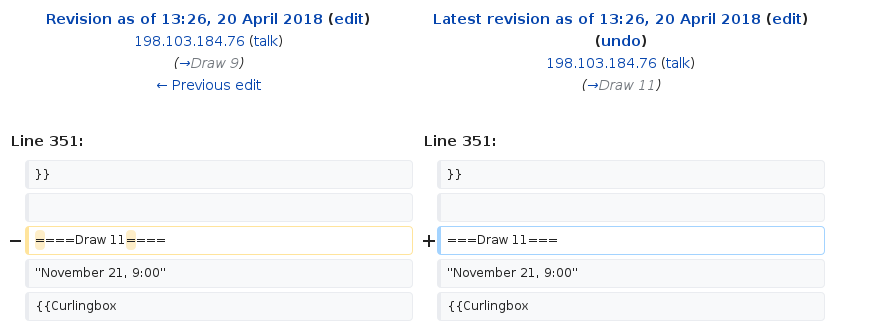 Revision as of 13:26, 20 April 2018 (edit)
198.103.184.76 (talk)
(→Draw 9)
← Previous edit
Latest revision as of 13:26, 20 April 2018 (edit)
(undo)
198.103.184.76 (talk)
(→Draw 11)
Line 351:
Line 351:
}}
}}
− ====Draw 11====
+ ===Draw 11===
"November 21, 9:00"
"November 21, 9:00"
{{Curlingbox
{{Curlingbox